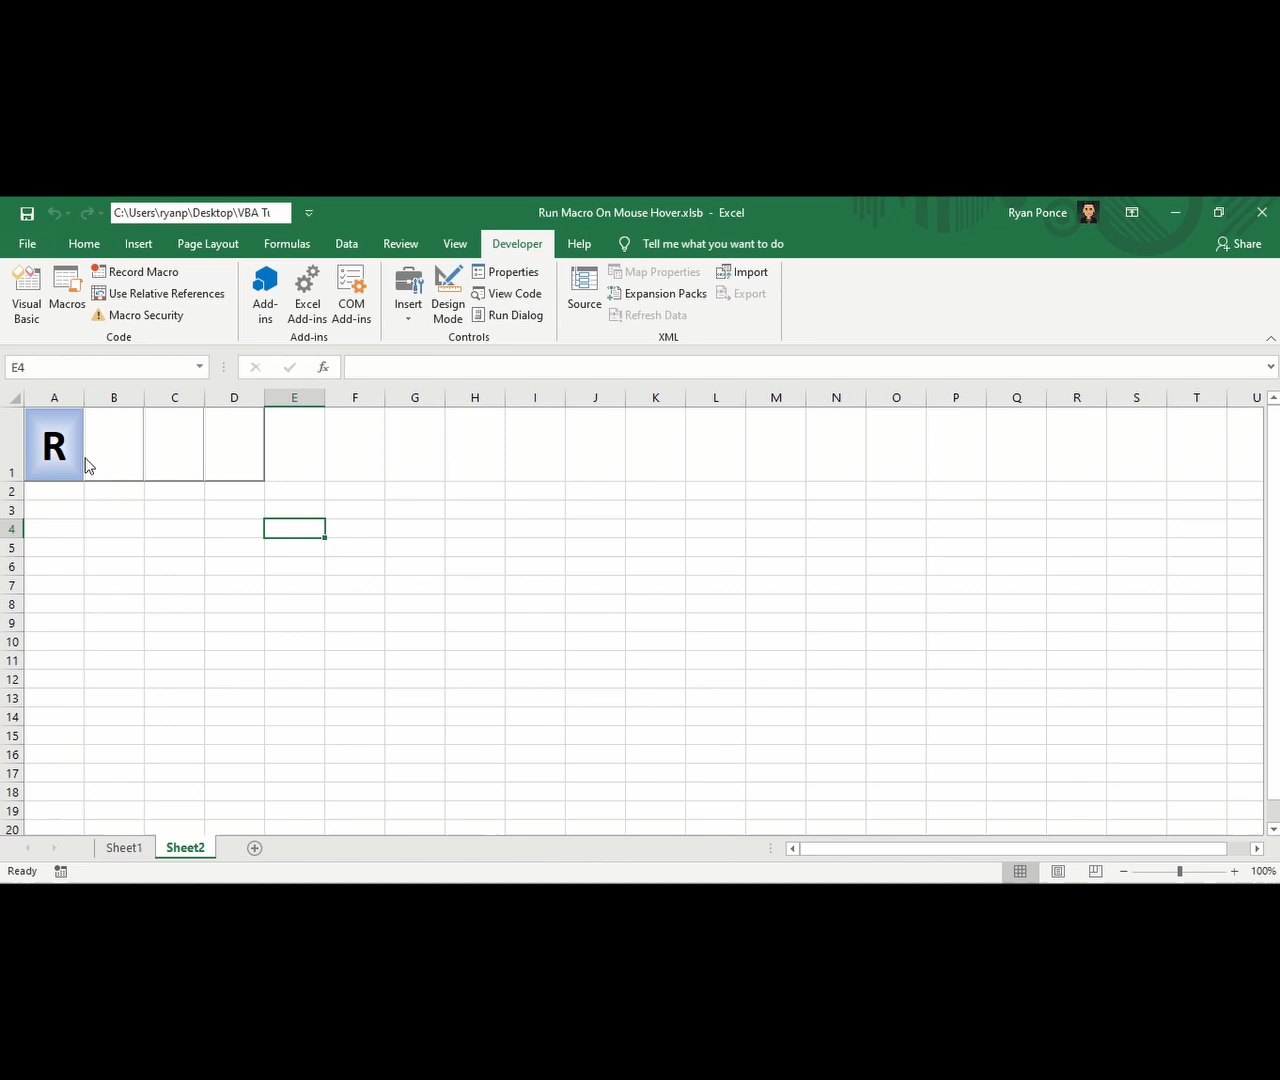 C:\Users\ryanp\Desktop\VBA Tu
Run Macro On Mouse Hover.xlsb - Excel
Ryan Ponce
File Home Insert Page Layout Formulas Data Review View Developer Help Tell me what you want to do Share
Visual Basic
Macros
Record Macro
Use Relative References
Macro Security
Code
Add-ins
Excel Add-ins
COM Add-ins
Add-ins
Insert
Design Mode
Properties
View Code
Run Dialog
Controls
Source
Map Properties
Expansion Packs
Refresh Data
Import
Export
XML
E4
fx
A B C D E F G H I J K L M N O P Q R S T U
R
1
2
3
4
5
6
7
8
9
10
11
12
13
14
15
16
17
18
19
20
Sheet1 Sheet2
Ready
100%